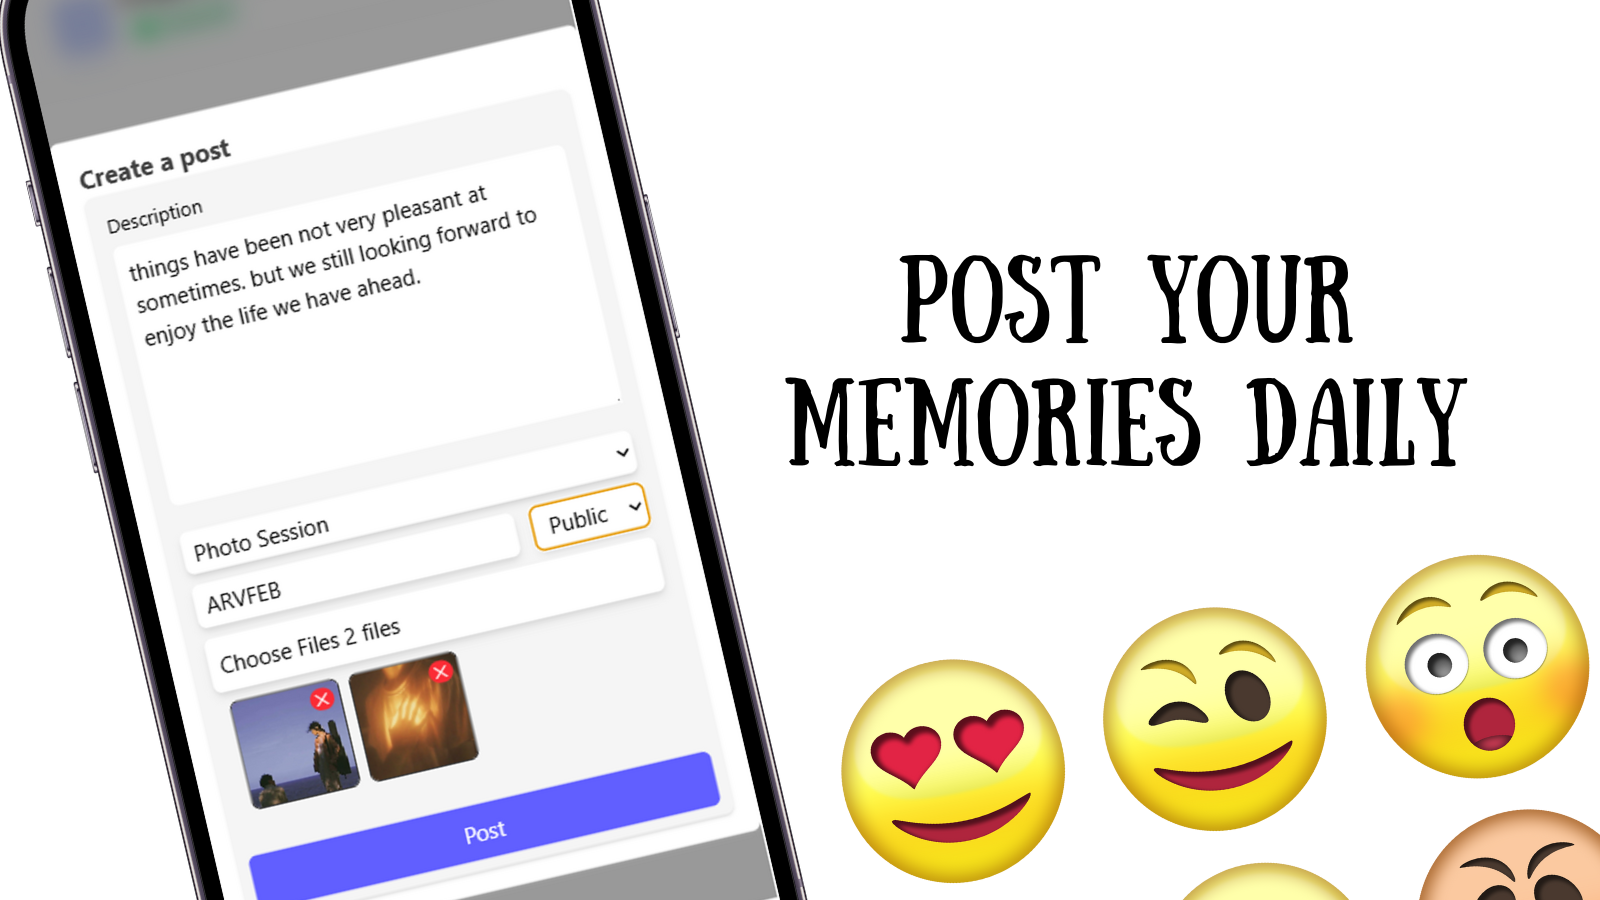 Create a post
Description
things have been not very pleasant at
sometimes. but we still looking forward to
enjoy the life we have ahead.
Photo Session
ARVFEB
Public
Choose Files 2 files
Post
POST YOUR
MEMORIES DAILY